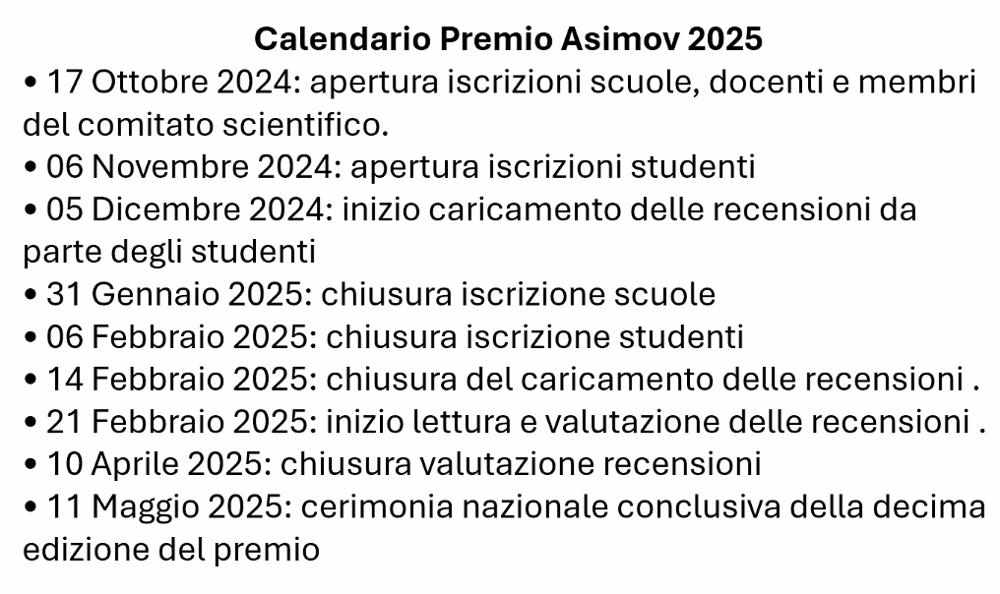 Calendario Premio Asimov 2025
• 17 Ottobre 2024: apertura iscrizioni scuole, docenti e membri
del comitato scientifico.
• 06 Novembre 2024: apertura iscrizioni studenti
• 05 Dicembre 2024: inizio caricamento delle recensioni da
parte degli studenti
• 31 Gennaio 2025: chiusura iscrizione scuole
• 06 Febbraio 2025: chiusura iscrizione studenti
• 14 Febbraio 2025: chiusura del caricamento delle recensioni .
• 21 Febbraio 2025: inizio lettura e valutazione delle recensioni .
• 10 Aprile 2025: chiusura valutazione recensioni
• 11 Maggio 2025: cerimonia nazionale conclusiva della decima
edizione del premio